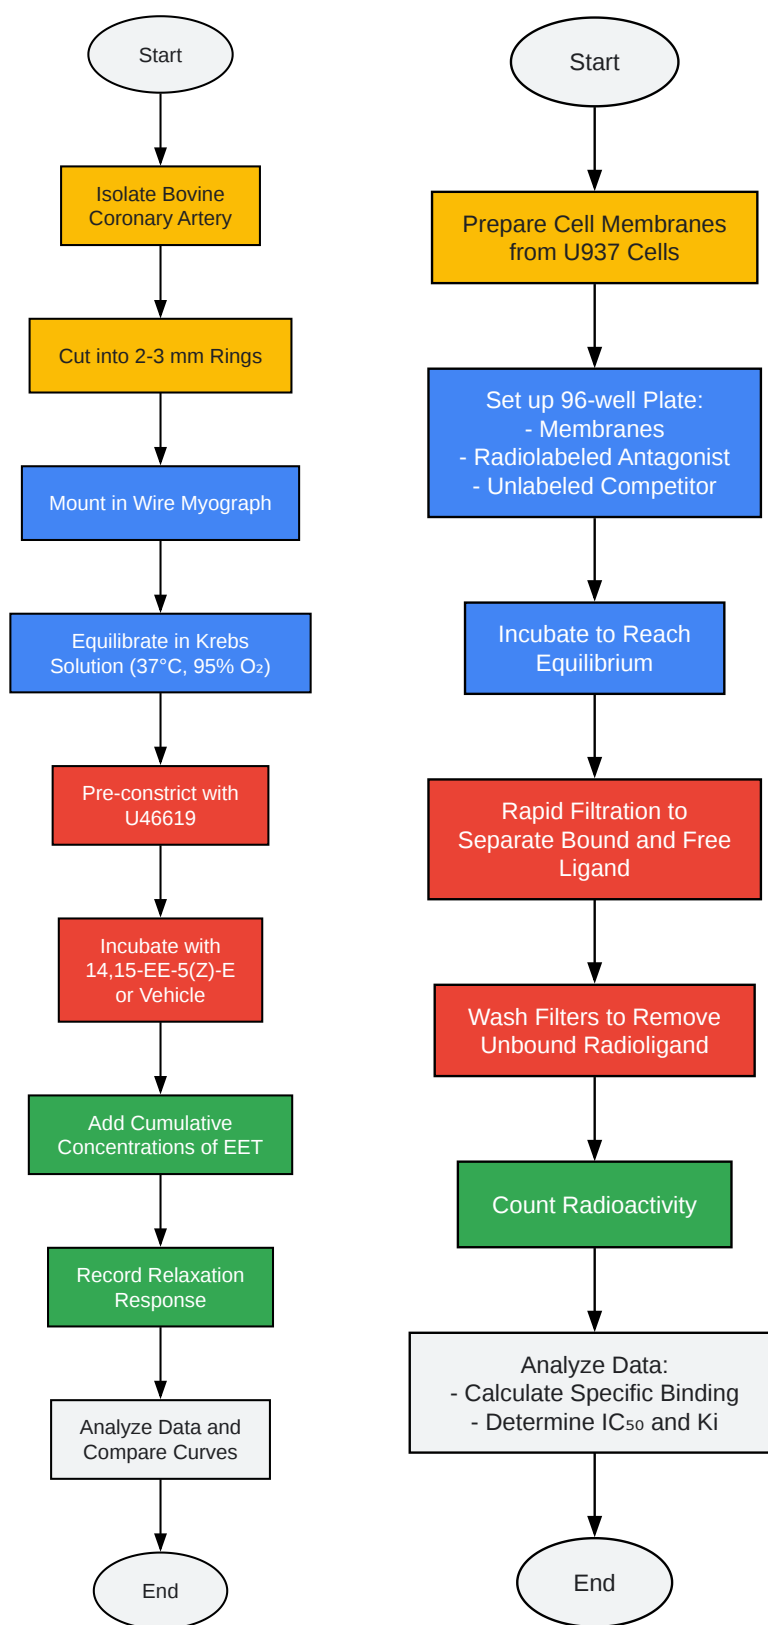 Start
Isolate Bovine
Coronary Artery
Cut into 2-3 mm Rings
Mount in Wire Myograph
Equilibrate in Krebs
Solution (37°C, 95% O₂)
Pre-constrict with
U46619
Incubate with
14,15-EE-5(Z)-E
or Vehicle
Add Cumulative
Concentrations of EET
Record Relaxation
Response
Analyze Data and
Compare Curves
End
Start
Prepare Cell Membranes
from U937 Cells
Set up 96-well Plate:
- Membranes
- Radiolabeled Antagonist
- Unlabeled Competitor
Incubate to Reach
Equilibrium
Rapid Filtration to
Separate Bound and Free
Ligand
Wash Filters to Remove
Unbound Radioligand
Count Radioactivity
Analyze Data:
- Calculate Specific Binding
- Determine IC₅₀ and Ki
End